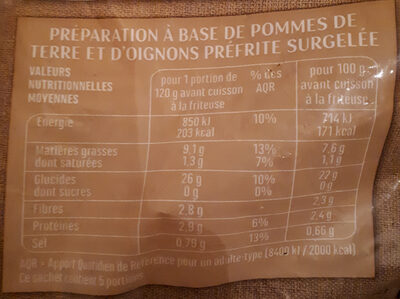 PRÉPARATION À BASE DE POMMES DE
TERRE ET D'OIGNONS PRÉFRITE SURGELÉE
VALEURS NUTRITIONNELLES MOYENNES pour 1 portion de 120 g avant cuisson à la friteuse % des AQR pour 100 g avant cuisson à la friteuse
Énergie 850 kJ 10% 714 kJ
203 kcal 171 kcal
Matières grasses 9,1 g 13% 7,6 g
dont saturées 1,3 g 7% 1,1 g
Glucides 26 g 10% 22 g
dont sucres 0 g 0% 0 g
Fibres 2,8 g 2,3 g
Protéines 2,9 g 6% 2,4 g
Sel 0,79 g 13% 0,66 g
AQR = Apport Quotidien de Référence pour un adulte-type (8400 kJ / 2000 kcal)
Ce sachet contient 5 portions